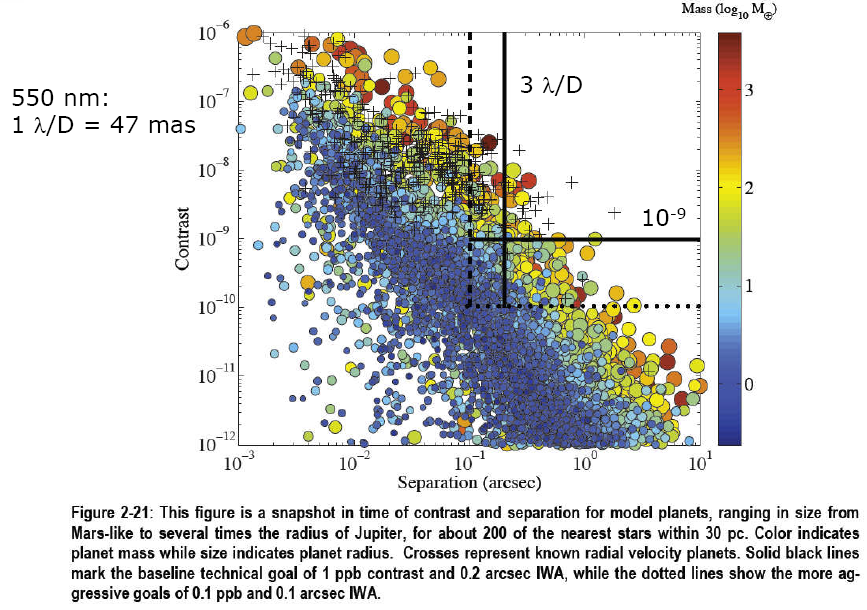 Mass (log10 M⊕)
550 nm:
1 λ/D = 47 mas
3 λ/D
10-9
Contrast
10-6
10-7
10-8
10-9
10-10
10-11
10-12
3
2
1
0
10-3
10-2
10-1
100
101
Separation (arcsec)
Figure 2-21: This figure is a snapshot in time of contrast and separation for model planets, ranging in size from
Mars-like to several times the radius of Jupiter, for about 200 of the nearest stars within 30 pc. Color indicates
planet mass while size indicates planet radius. Crosses represent known radial velocity planets. Solid black lines
mark the baseline technical goal of 1 ppb contrast and 0.2 arcsec IWA, while the dotted lines show the more ag-
gressive goals of 0.1 ppb and 0.1 arcsec IWA.